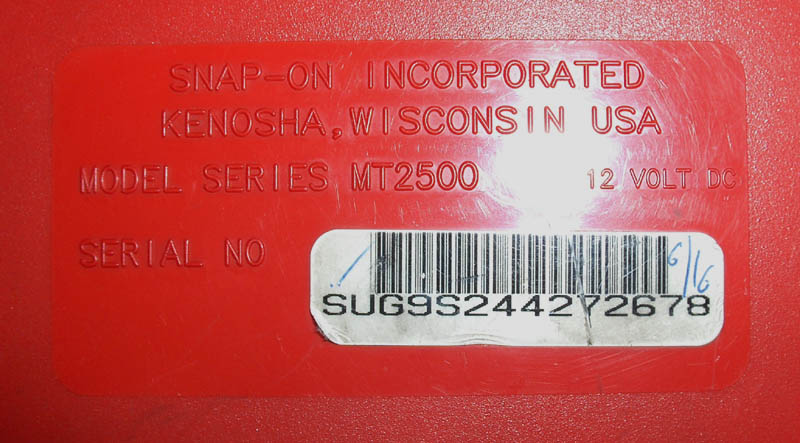 SNAP-ON INCORPORATED
KENOSHA, WISCONSIN USA
MODEL SERIES MT2500 12 VOLT DC
SERIAL NO
6/16
SUG9S244272678